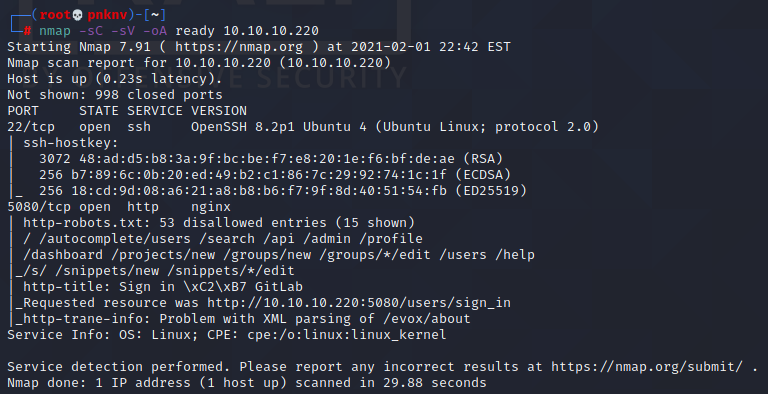 (root💀pnknv)-[~]
# nmap -sC -sV -oA ready 10.10.10.220
Starting Nmap 7.91 ( https://nmap.org ) at 2021-02-01 22:42 EST
Nmap scan report for 10.10.10.220 (10.10.10.220)
Host is up (0.23s latency).
BY OFFENSIVE SECURITY
Not shown: 998 closed ports
PORT     STATE SERVICE VERSION
22/tcp   open  ssh     OpenSSH 8.2p1 Ubuntu 4 (Ubuntu Linux; protocol 2.0)
| ssh-hostkey:
|   3072 48:ad:d5:b8:3a:9f:bc:be:f7:e8:20:1e:f6:bf:de:ae (RSA)
|   256 b7:89:6c:0b:20:ed:49:b2:c1:86:7c:29:92:74:1c:1f (ECDSA)
|_  256 18:cd:9d:08:a6:21:a8:b8:b6:f7:9f:8d:40:51:54:fb (ED25519)
5080/tcp open  http    nginx
| http-robots.txt: 53 disallowed entries (15 shown)
| / /autocomplete/users /search /api /admin /profile
| /dashboard /projects/new /groups/new /groups/*/edit /users /help
|_/s/ /snippets/new /snippets/*/edit
| http-title: Sign in \xC2\xB7 GitLab
|_Requested resource was http://10.10.10.220:5080/users/sign_in
|_http-trane-info: Problem with XML parsing of /evox/about
Service Info: OS: Linux; CPE: cpe:/o:linux:linux_kernel
Service detection performed. Please report any incorrect results at https://nmap.org/submit/ .
Nmap done: 1 IP address (1 host up) scanned in 29.88 seconds